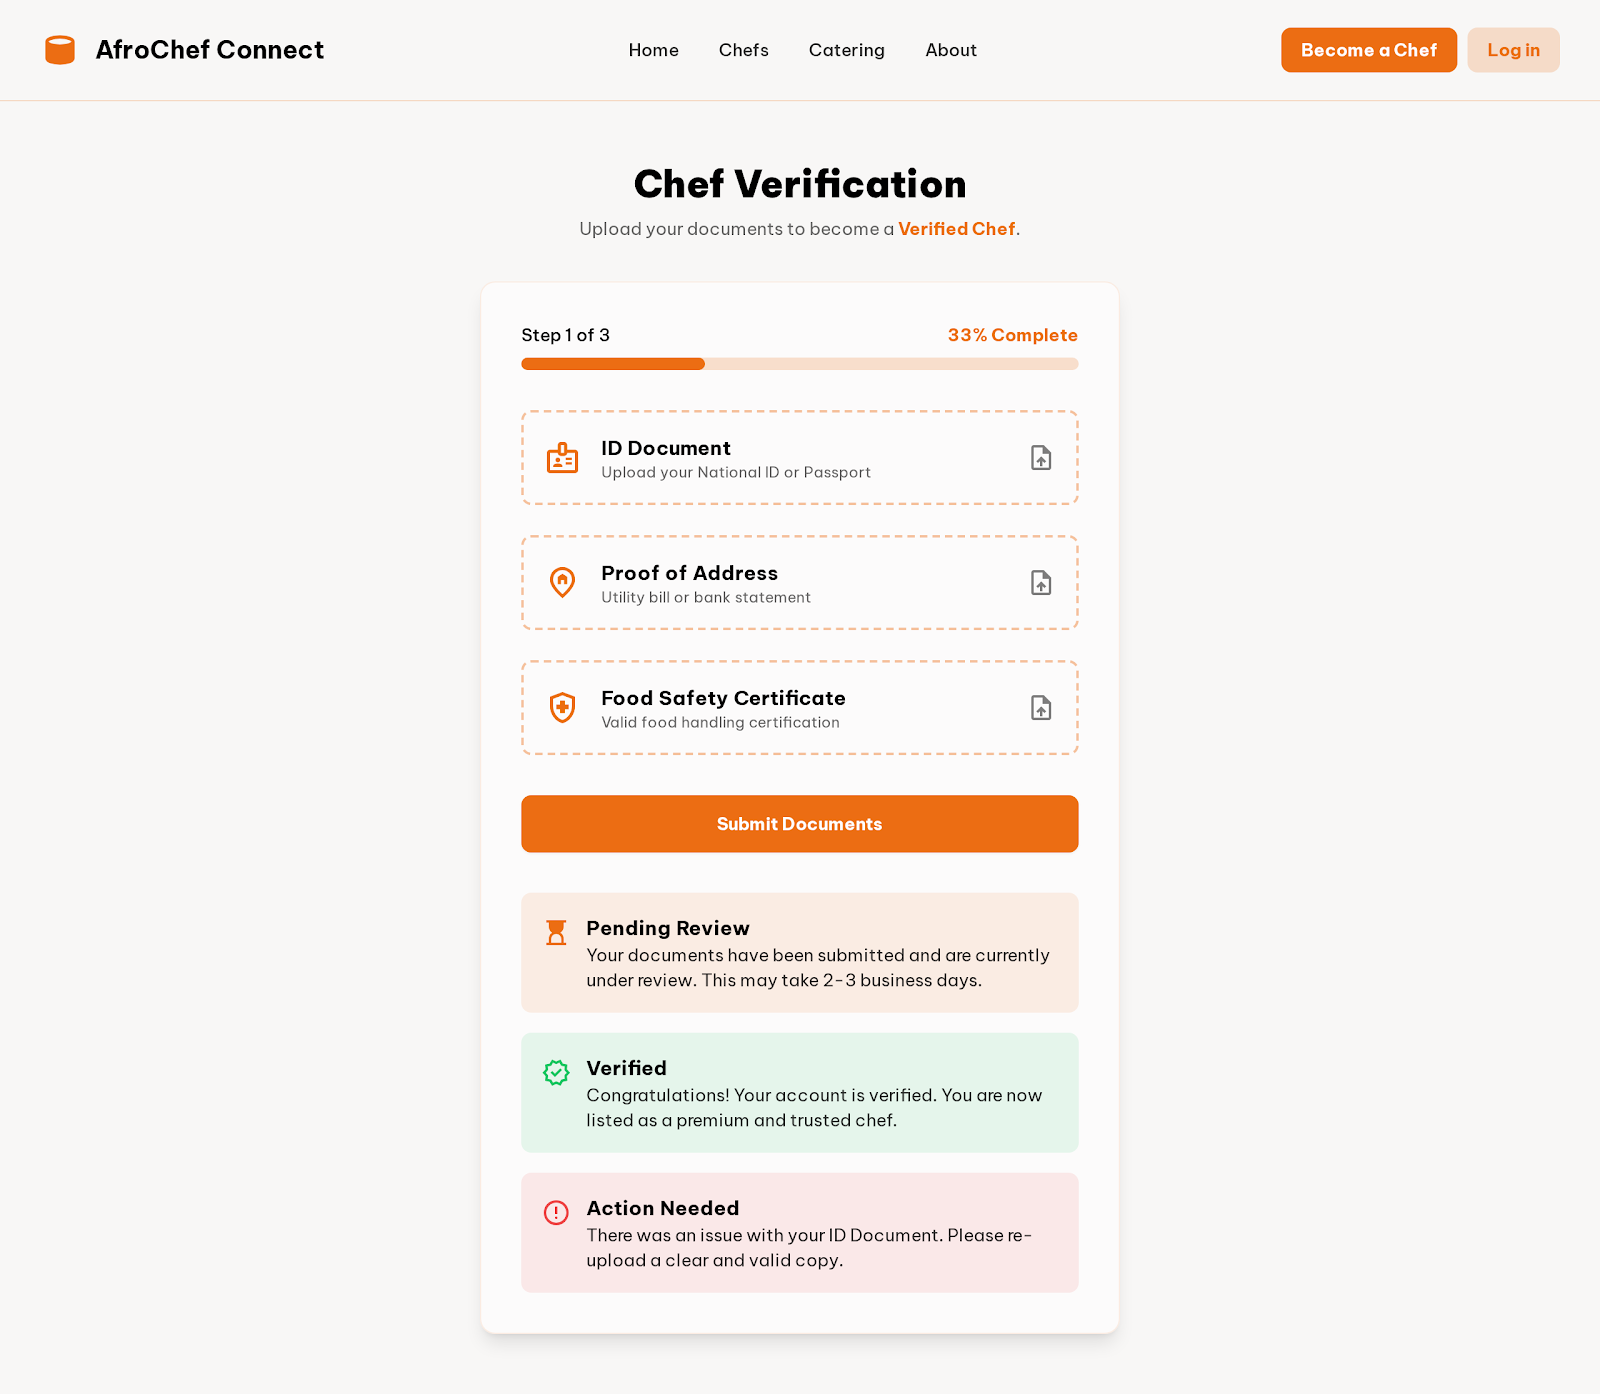 AfroChef Connect
Home
Chefs
Catering
About
Become a Chef
Log in
Chef Verification
Upload your documents to become a Verified Chef.
Step 1 of 3
33% Complete
ID Document
Upload your National ID or Passport
Proof of Address
Utility bill or bank statement
Food Safety Certificate
Valid food handling certification
Submit Documents
Pending Review
Your documents have been submitted and are currently
under review. This may take 2-3 business days.
Verified
Congratulations! Your account is verified. You are now
listed as a premium and trusted chef.
Action Needed
There was an issue with your ID Document. Please re-
upload a clear and valid copy.